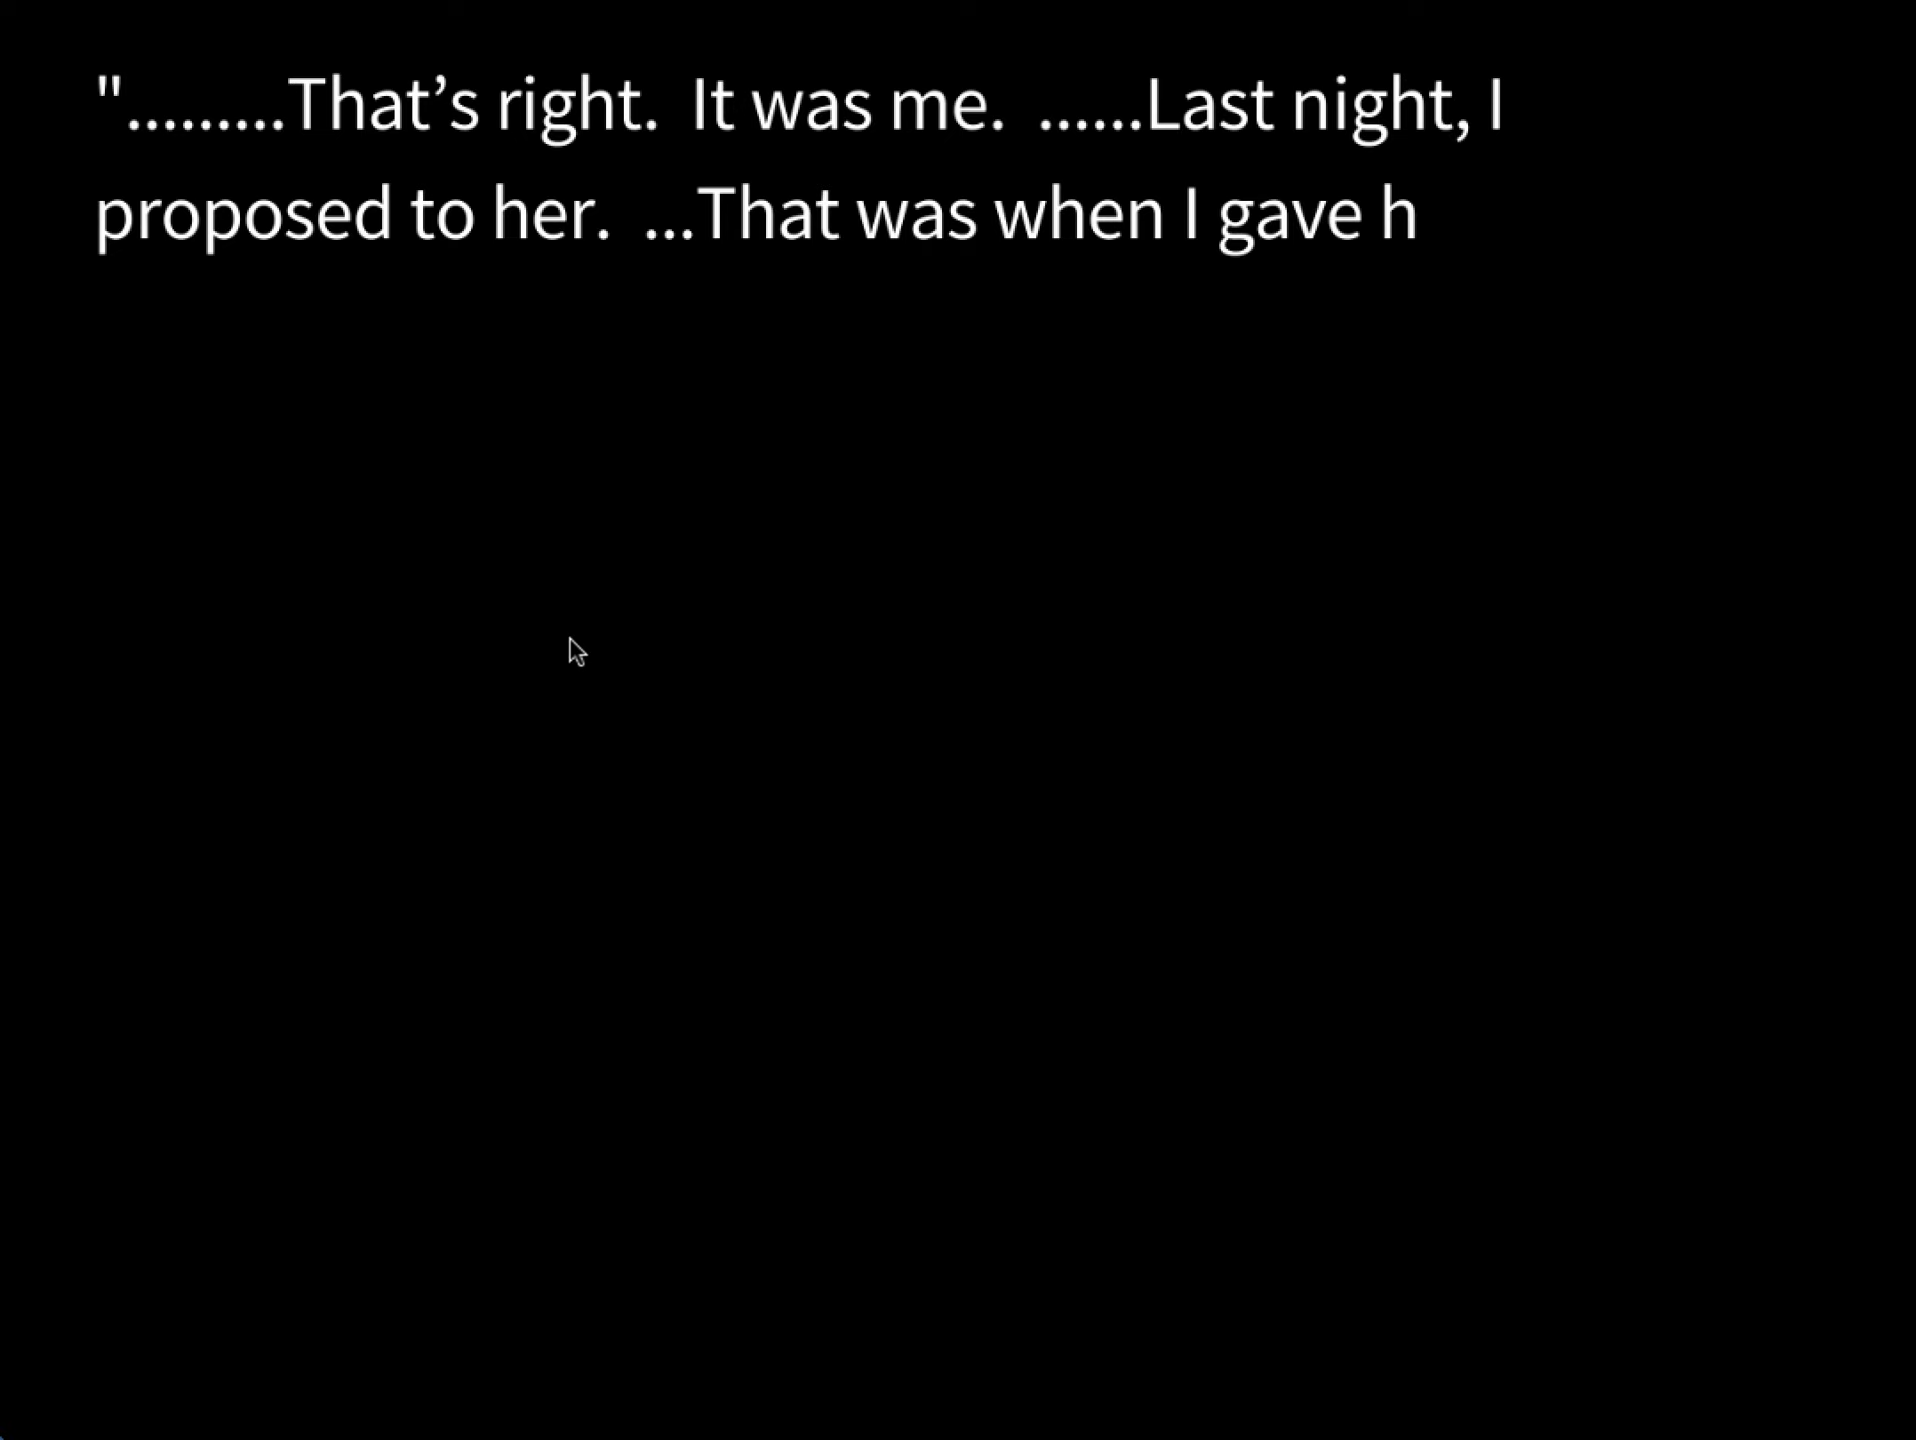 ".........That’s right.  It was me.  ......Last night, I
proposed to her.  ...That was when I gave h